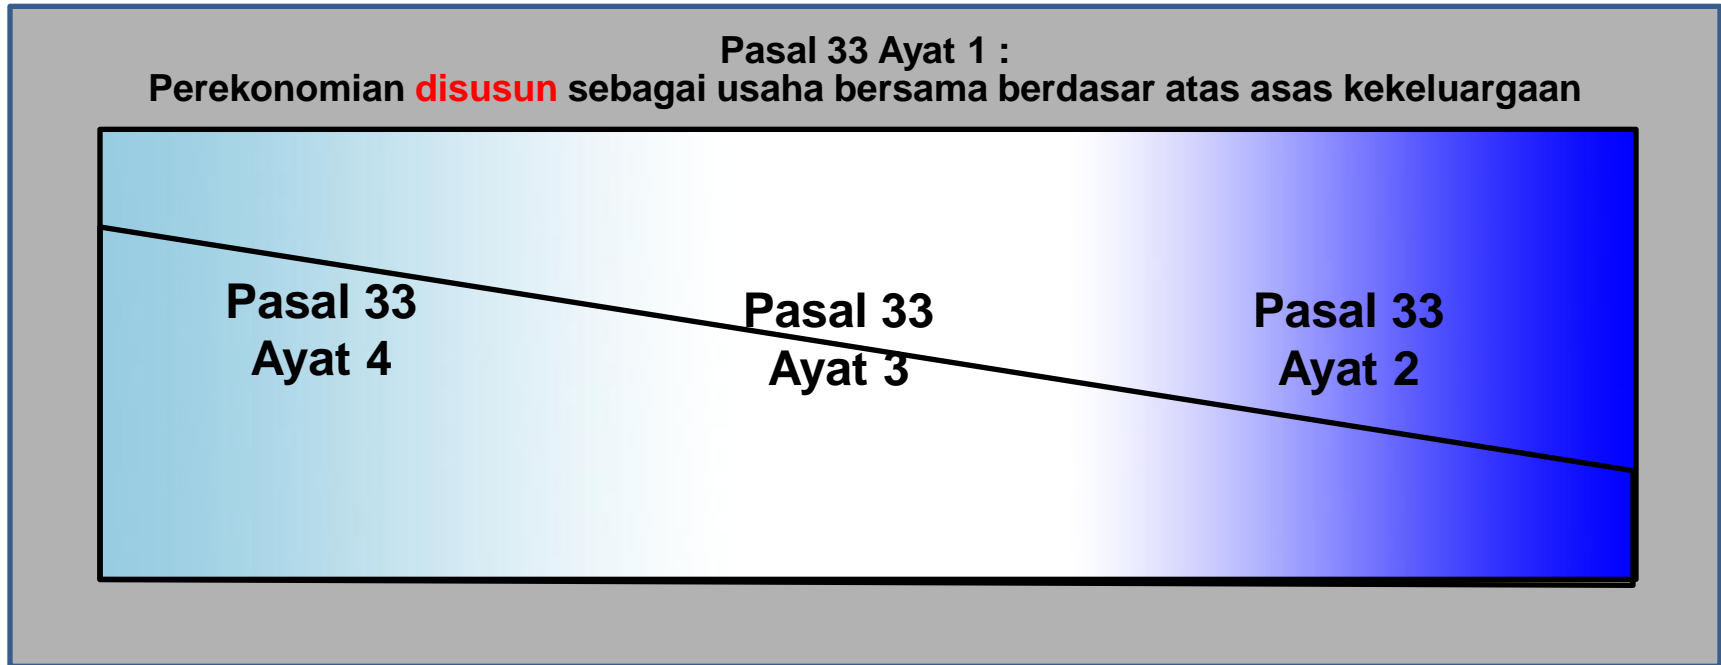 Pasal 33 Ayat 1 :
Perekonomian disusun sebagai usaha bersama berdasar atas asas kekeluargaan
Pasal 33
Ayat 4
Pasal 33
Ayat 3
Pasal 33
Ayat 2